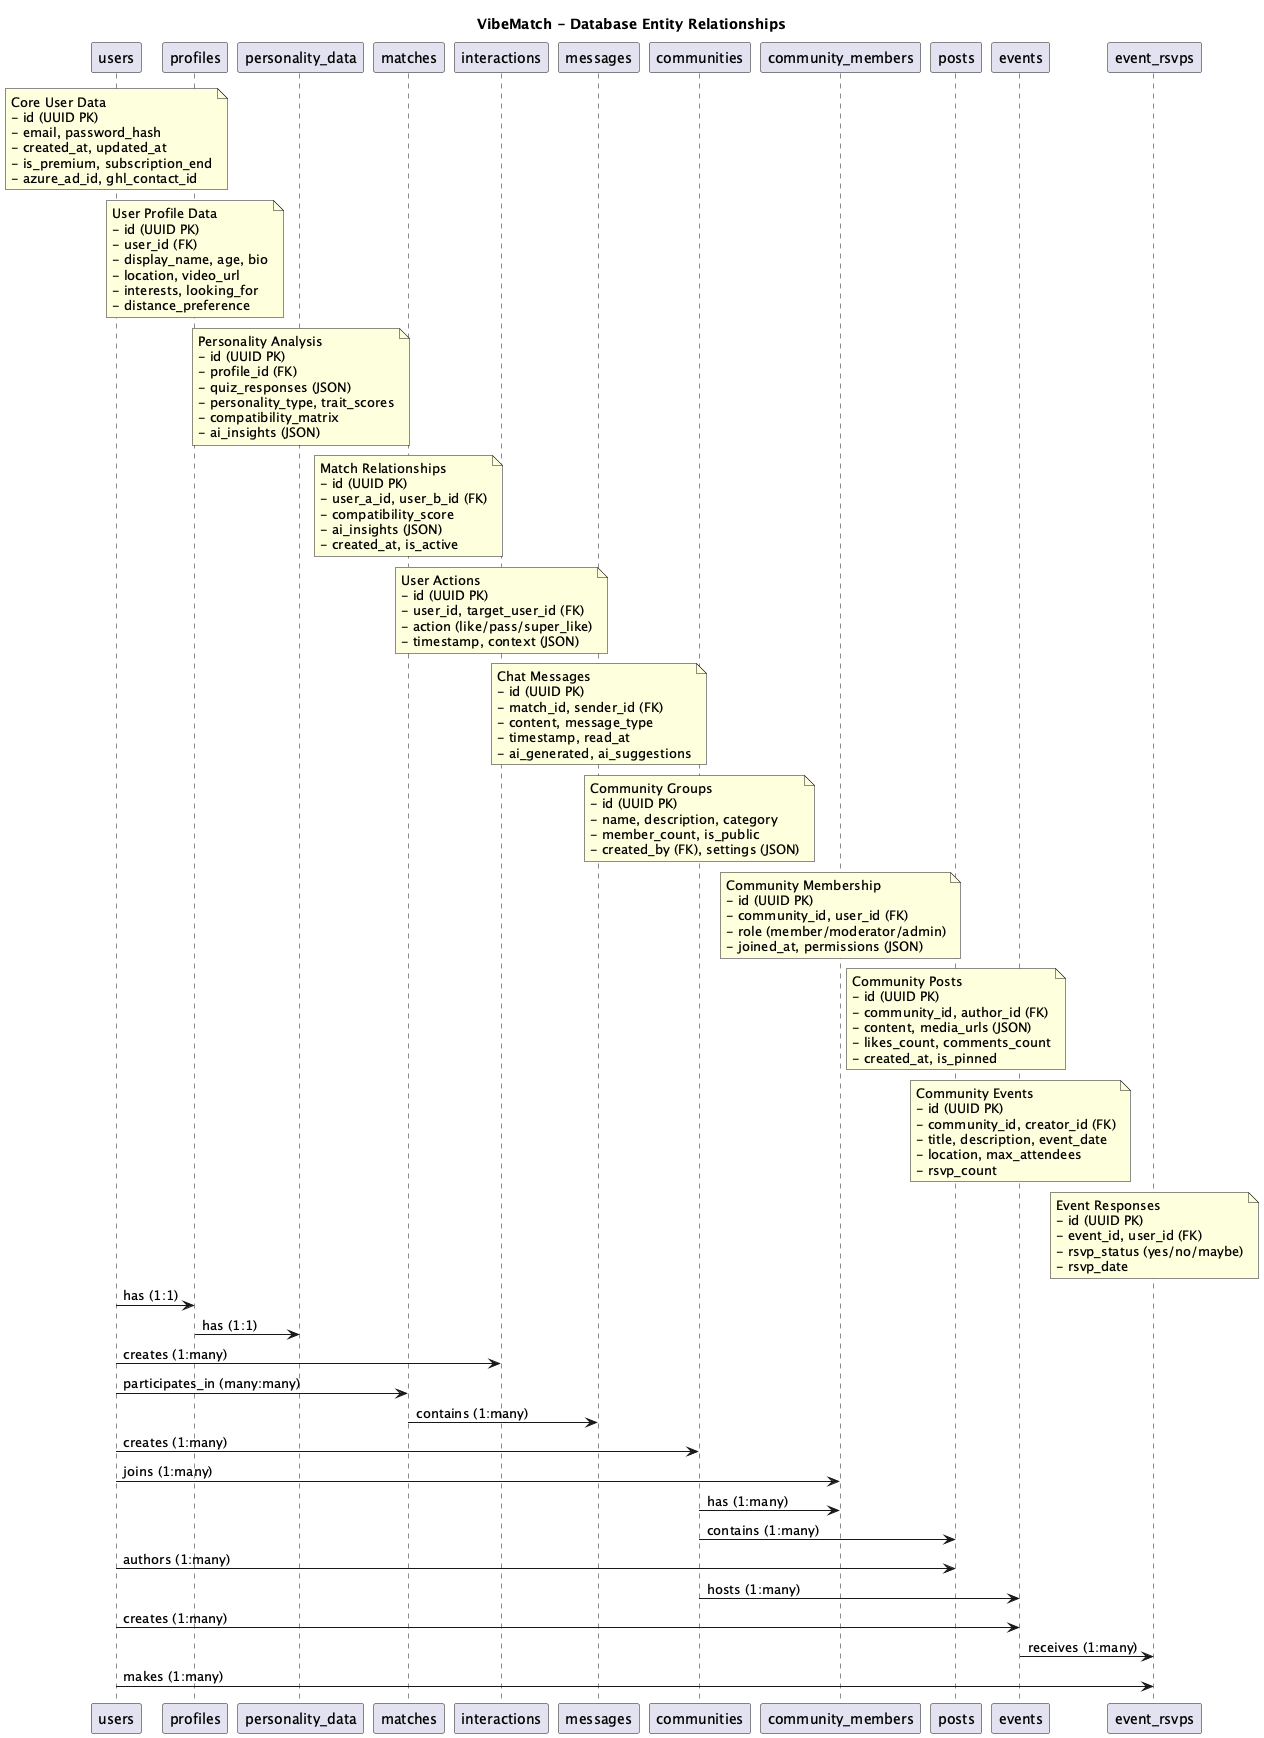 VibeMatch – Database Entity Relationships
users profiles personality_data matches interactions messages communities community_members posts events event_rsvps
Core User Data
– id (UUID PK)
– email, password_hash
– created_at, updated_at
– is_premium, subscription_end
– azure_ad_id, ghl_contact_id
User Profile Data
– id (UUID PK)
– user_id (FK)
– display_name, age, bio
– location, video_url
– interests, looking_for
– distance_preference
Personality Analysis
– id (UUID PK)
– profile_id (FK)
– quiz_responses (JSON)
– personality_type, trait_scores
– compatibility_matrix
– ai_insights (JSON)
Match Relationships
– id (UUID PK)
– user_a_id, user_b_id (FK)
– compatibility_score
– ai_insights (JSON)
– created_at, is_active
User Actions
– id (UUID PK)
– user_id, target_user_id (FK)
– action (like/pass/super_like)
– timestamp, context (JSON)
Chat Messages
– id (UUID PK)
– match_id, sender_id (FK)
– content, message_type
– timestamp, read_at
– ai_generated, ai_suggestions
Community Groups
– id (UUID PK)
– name, description, category
– member_count, is_public
– created_by (FK), settings (JSON)
Community Membership
– id (UUID PK)
– community_id, user_id (FK)
– role (member/moderator/admin)
– joined_at, permissions (JSON)
Community Posts
– id (UUID PK)
– community_id, author_id (FK)
– content, media_urls (JSON)
– likes_count, comments_count
– created_at, is_pinned
Community Events
– id (UUID PK)
– community_id, creator_id (FK)
– title, description, event_date
– location, max_attendees
– rsvp_count
Event Responses
– id (UUID PK)
– event_id, user_id (FK)
– rsvp_status (yes/no/maybe)
– rsvp_date
has (1:1)
has (1:1)
creates (1:many)
participates_in (many:many)
contains (1:many)
creates (1:many)
joins (1:many)
has (1:many)
contains (1:many)
authors (1:many)
hosts (1:many)
creates (1:many)
receives (1:many)
makes (1:many)
users profiles personality_data matches interactions messages communities community_members posts events event_rsvps